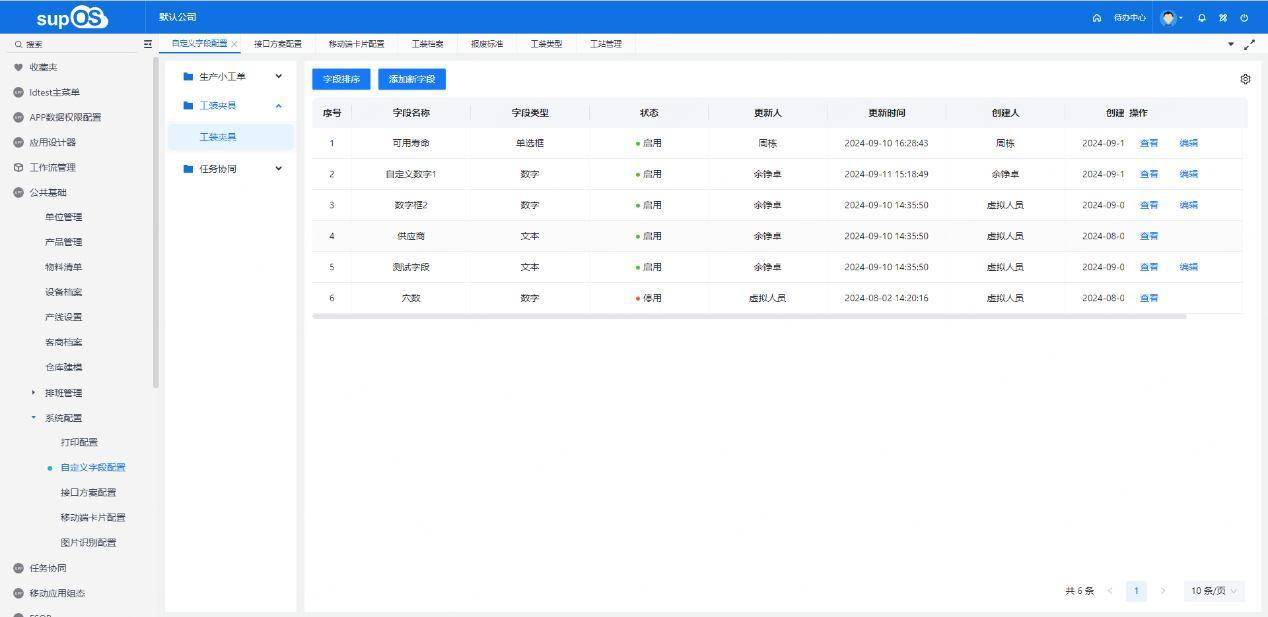 supOS 默认公司 待办中心
搜索
自定义字段配置 接口方案配置 移动端卡片配置 工装档案 报废标准 工装类型 工站管理
收藏夹
ldtest主菜单
APP数据权限配置
应用设计器
工作流管理
公共基础
单位管理
产品管理
物料清单
设备档案
产线设置
客商档案
仓库建模
排班管理
系统配置
打印配置
自定义字段配置
接口方案配置
移动端卡片配置
图片识别配置
任务协同
移动应用组态
生产小工单
工装夹具
工装夹具
任务协同
字段排序 添加新字段
序号 字段名称 字段类型 状态 更新人 更新时间 创建人 创建 操作
1 可用寿命 单选框 启用 周栋 2024-09-10 16:28:43 周栋 2024-09-1 查看 编辑
2 自定义数字1 数字 启用 余铮卓 2024-09-11 15:18:49 余铮卓 2024-09-1 查看 编辑
3 数字框2 数字 启用 余铮卓 2024-09-10 14:35:50 虚拟人员 2024-09-0 查看 编辑
4 供应商 文本 启用 余铮卓 2024-09-10 14:35:50 虚拟人员 2024-08-0 查看
5 测试字段 文本 启用 余铮卓 2024-09-10 14:35:50 虚拟人员 2024-09-0 查看 编辑
6 穴数 数字 停用 虚拟人员 2024-08-02 14:20:16 虚拟人员 2024-08-0 查看
共 6 条 < 1 > 10 条/页